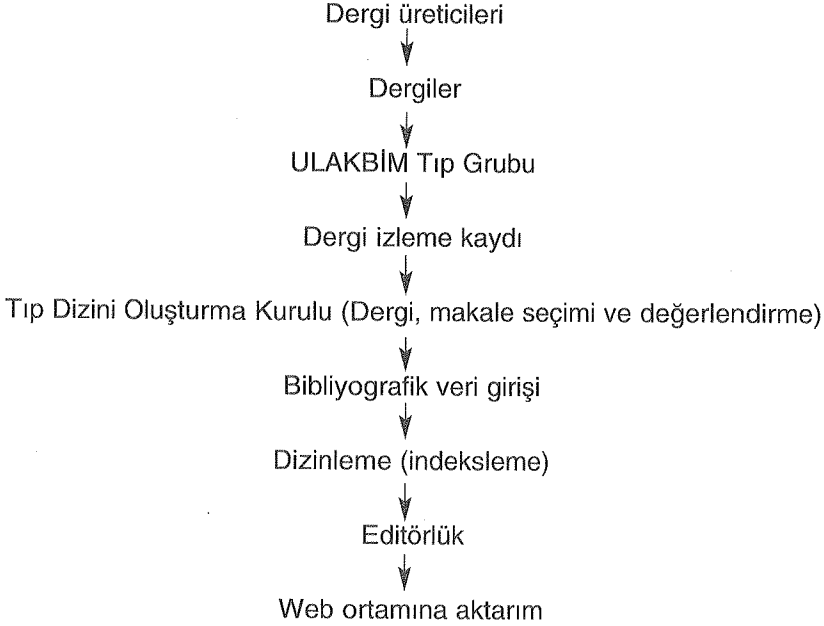 Dergi üreticileri
Dergiler
ULAKBİM Tıp Grubu
Dergi izleme kaydı
Tıp Dizini Oluşturma Kurulu (Dergi, makale seçimi ve değerlendirme)
Bibliyografik veri girişi
Dizinleme (indeksleme)
Editörlük
Web ortamına aktarım